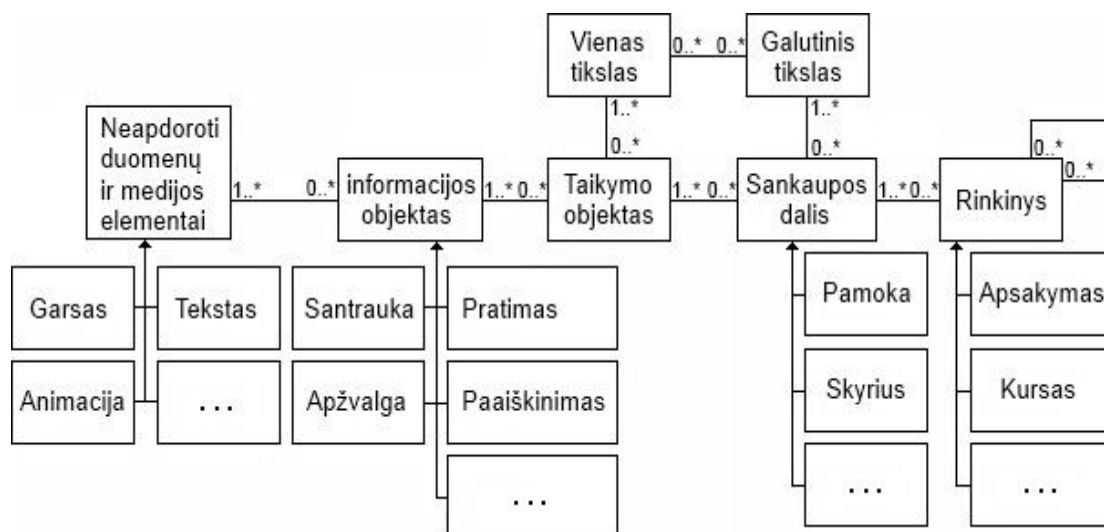 Vienas
tikslas
0..* 0..*
Galutinis
tikslas
1..*
0..*
1..*
0..*
Neapdoroti
duomenų
ir medijos
elementai
1..* 0..*
informacijos
objektas
1..* 0..*
Taikymo
objektas
1..* 0..*
Sankaupos
dalis
1..* 0..*
Rinkinys
0..*
0..*
Garsas
Tekstas
Animacija
...
Santrauka
Pratimas
Apžvalga
Paaiškinimas
...
Pamoka
Skyrius
...
Apsakymas
Kursas
...